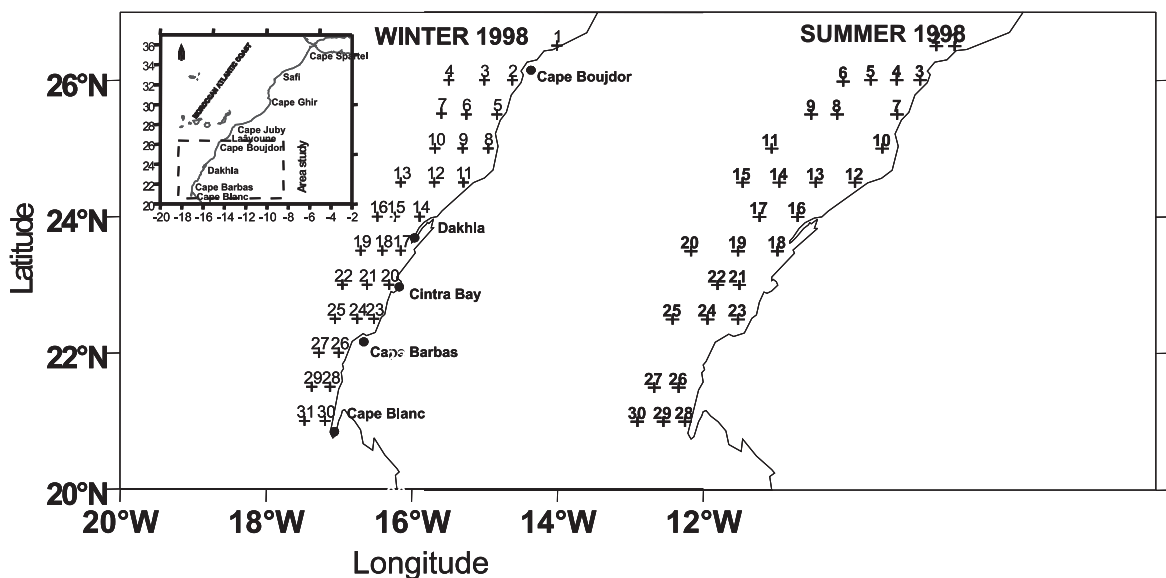 WINTER 1998
SUMMER 1998
36
34
32
30
28
26
24
22
20
-20 -18 -16 -14 -12 -10 -8 -6 -4 -2
MOROCCAN ATLANTIC COAST
Cape Spartel
Safi
Cape Ghir
Cape Juby
Laayoune
Cape Boujdor
Dakhla
Cape Barbas
Cape Blanc
Area study
1
4 3 2
Cape Boujdor
7 6 5
10 9 8
13 12 11
16 15 14
Dakhla
19 18 17
22 21 20
Cintra Bay
25 24 23
27 26
Cape Barbas
29 28
31 30
Cape Blanc
6 5 4 3
9 8 7
11 10
15 14 13 12
17 16
20 19 18
22 21
25 24 23
27 26
30 29 28
26°N
24°N
22°N
20°N
Latitude
20°W 18°W 16°W 14°W 12°W
Longitude